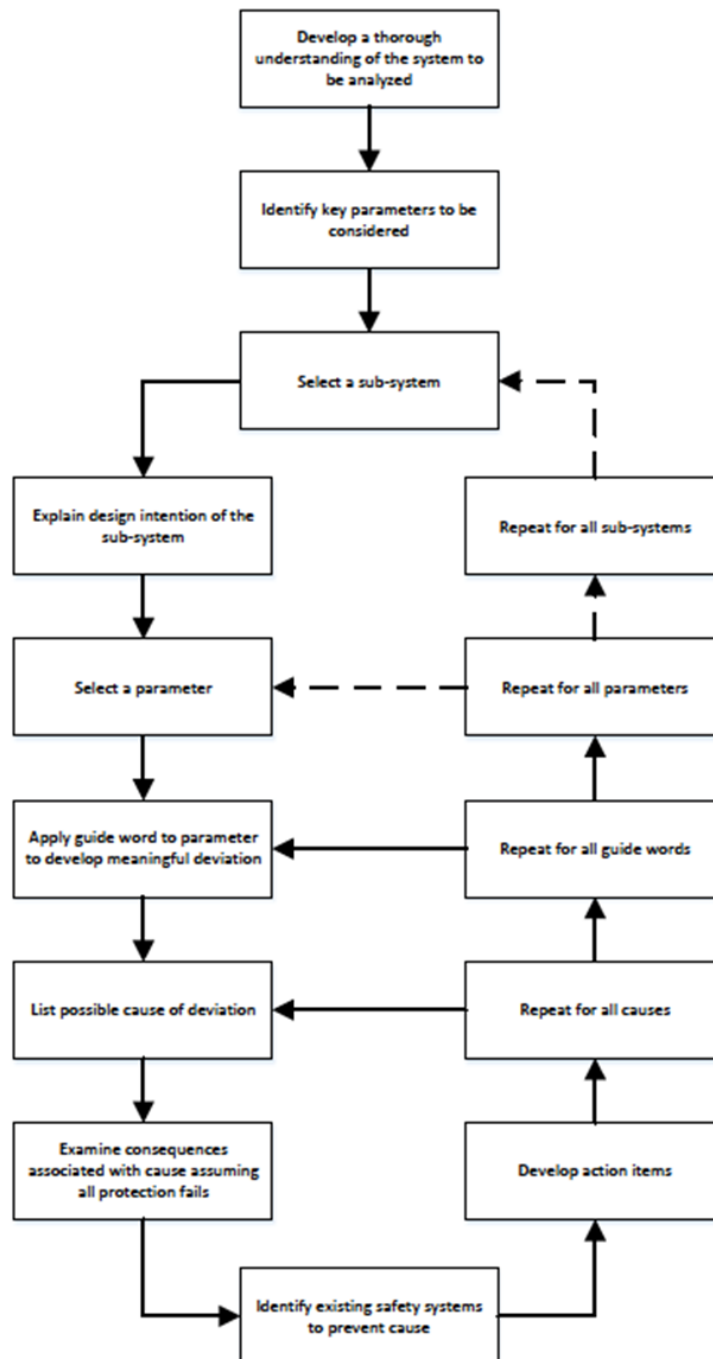 Develop a thorough
understanding of the system to
be analyzed
Identify key parameters to be
considered
Select a sub-system
Explain design intention of the
sub-system
Repeat for all sub-systems
Select a parameter
Repeat for all parameters
Apply guide word to parameter
to develop meaningful deviation
Repeat for all guide words
List possible cause of deviation
Repeat for all causes
Examine consequences
associated with cause assuming
all protection fails
Develop action items
Identify existing safety systems
to prevent cause